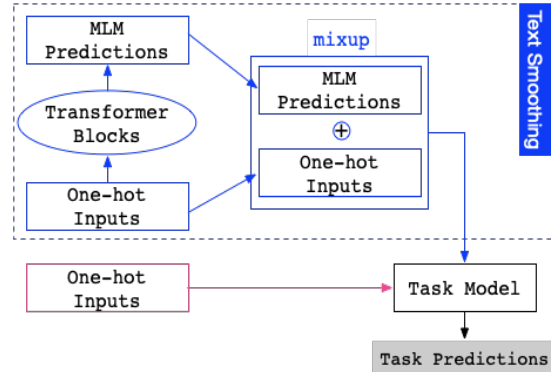 MLM
Predictions
Transformer
Blocks
One-hot
Inputs
mixup
MLM
Predictions
+
One-hot
Inputs
Text Smoothing
One-hot
Inputs
Task Model
Task Predictions